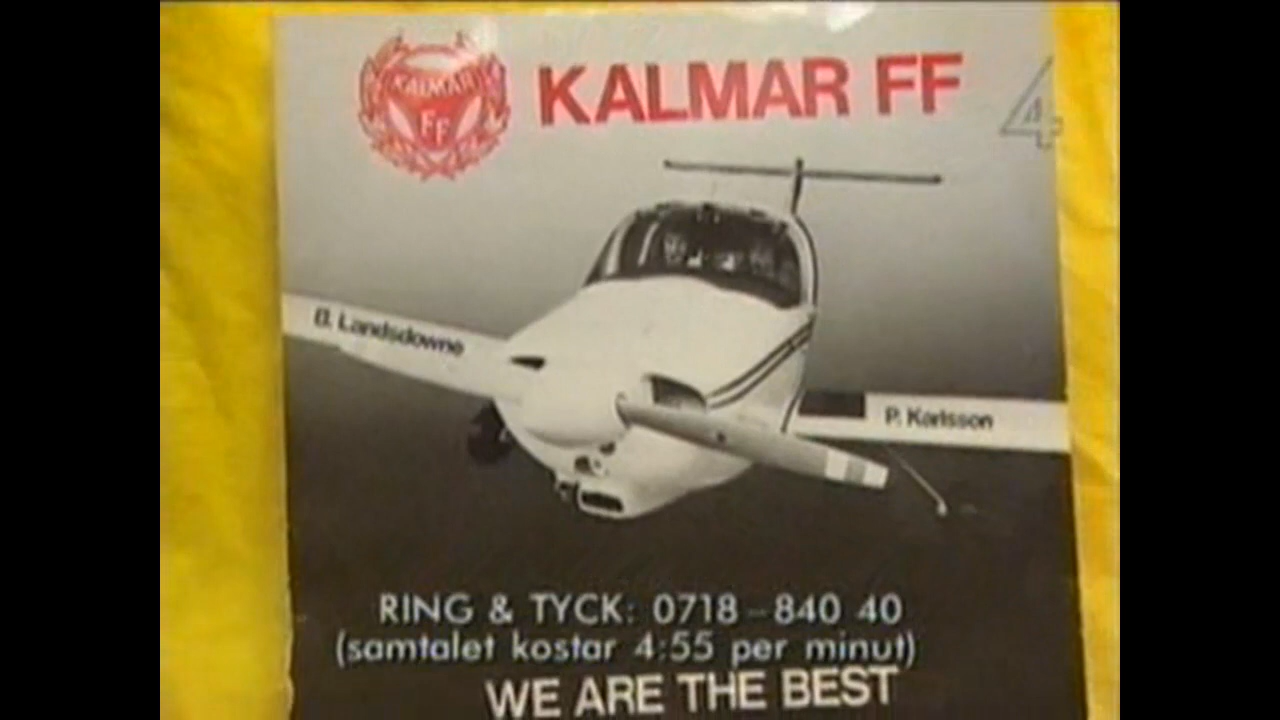 KALMAR FF
KALMAR FF
4
B. Landsdowne
P. Karlsson
RING & TYCK: 0718-840 40
(samtalet kostar 4:55 per minut)
WE ARE THE BEST